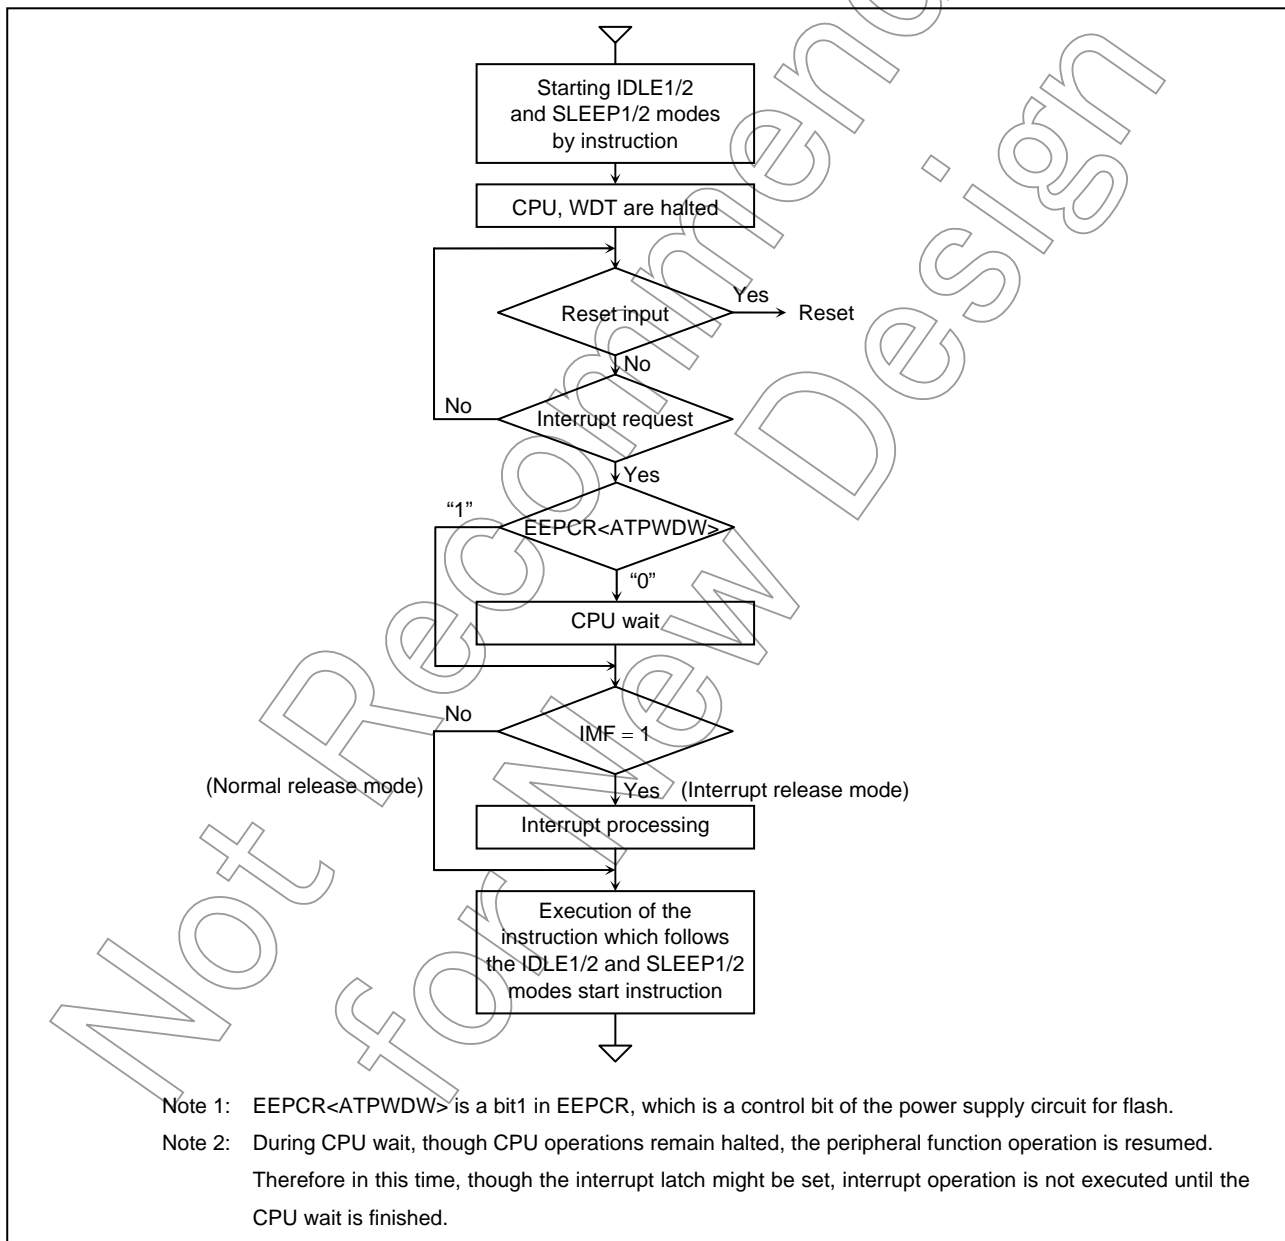 Starting IDLE1/2
and SLEEP1/2 modes
by instruction
CPU, WDT are halted
Reset input
Yes
Reset
No
No
Interrupt request
Yes
“1”
EEPCR<ATPWDW>
“0”
CPU wait
No
IMF = 1
(Normal release mode)
Yes
(Interrupt release mode)
Interrupt processing
Execution of the
instruction which follows
the IDLE1/2 and SLEEP1/2
modes start instruction
Note 1: EEPCR<ATPWDW> is a bit1 in EEPCR, which is a control bit of the power supply circuit for flash.
Note 2: During CPU wait, though CPU operations remain halted, the peripheral function operation is resumed.
Therefore in this time, though the interrupt latch might be set, interrupt operation is not executed until the
CPU wait is finished.
Not Recommend
for New Design